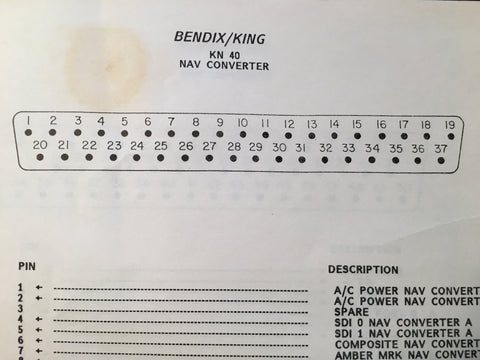 BENDIX/KING
KN 40
NAV CONVERTER
1 2 3 4 5 6 7 8 9 10 11 12 13 14 15 16 17 18 19
20 21 22 23 24 25 26 27 28 29 30 31 32 33 34 35 36 37
PIN DESCRIPTION
1 ← A/C POWER NAV CONVERT
2 ← A/C POWER NAV CONVERT
3 SPARE
4 ← SDI 0 NAV CONVERTER A
5 ← SDI 1 NAV CONVERTER A
6 ← COMPOSITE NAV CONVERT
7 ← AMBER MRK NAV CONVERT